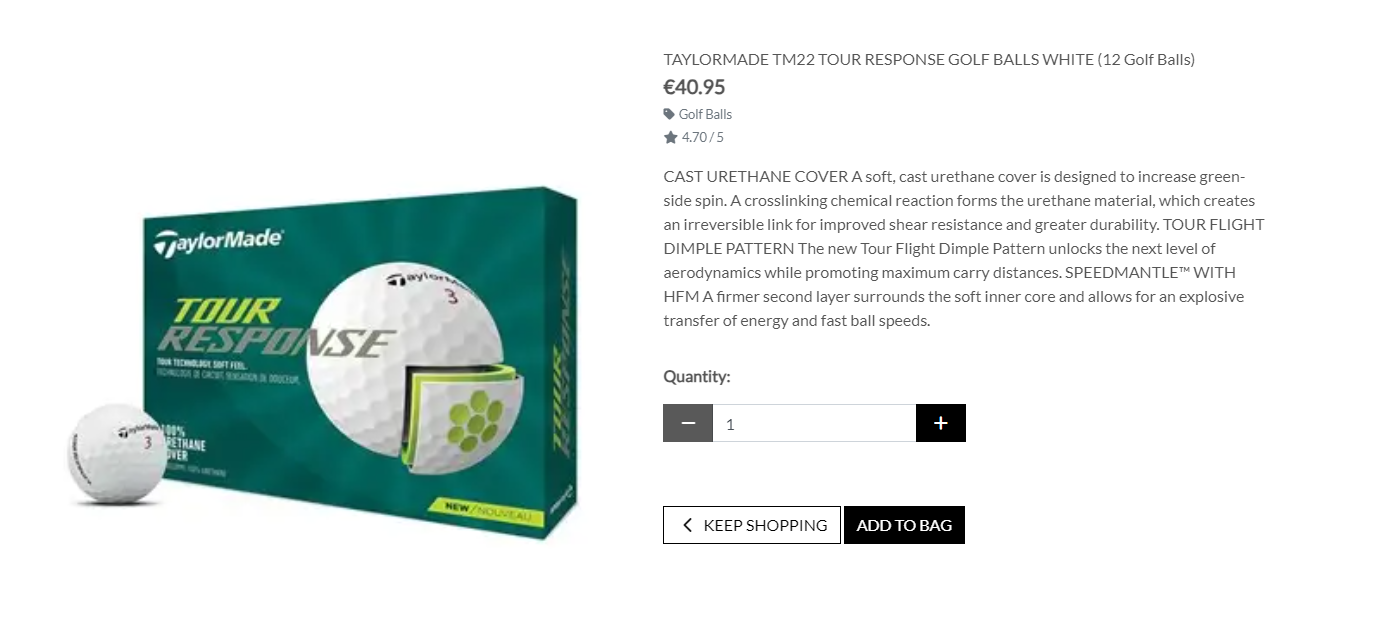 TAYLORMADE TM22 TOUR RESPONSE GOLF BALLS WHITE (12 Golf Balls)
€40.95
Golf Balls
4.70 / 5
CAST URETHANE COVER A soft, cast urethane cover is designed to increase green-
side spin. A crosslinking chemical reaction forms the urethane material, which creates
an irreversible link for improved shear resistance and greater durability. TOUR FLIGHT
DIMPLE PATTERN The new Tour Flight Dimple Pattern unlocks the next level of
aerodynamics while promoting maximum carry distances. SPEEDMANTLE™ WITH
HFM A firmer second layer surrounds the soft inner core and allows for an explosive
transfer of energy and fast ball speeds.
Quantity:
1
KEEP SHOPPING
ADD TO BAG
TaylorMade
TOUR
RESPONSE
TOUR TECHNOLOGY. SOFT FEEL.
TECHNOLOGIE DE CIRCUIT. SENSATION DE DOUCEUR.
TaylorMade
3
TOUR
RESPONSE
100%
NEW / NOUVEAU
TaylorMade
3